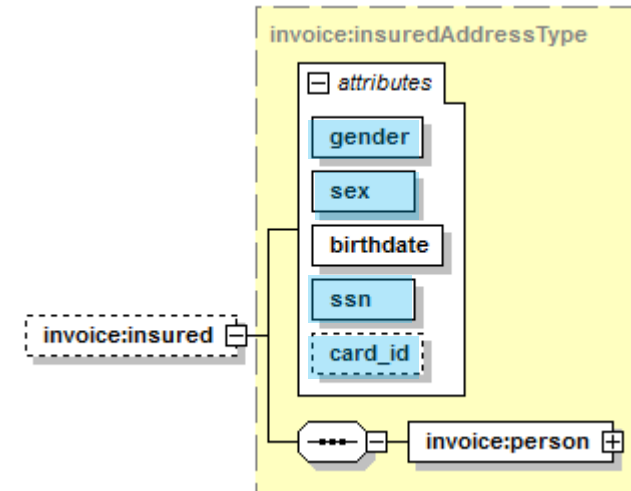 invoice:insuredAddressType
attributes
gender
sex
birthdate
ssn
invoice:insured
card_id
invoice:person